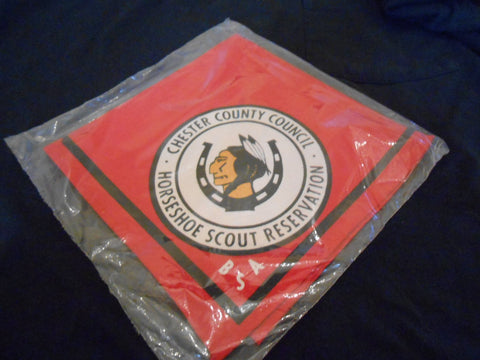 · CHESTER COUNTY COUNCIL ·
HORSESHOE SCOUT RESERVATION
BSA